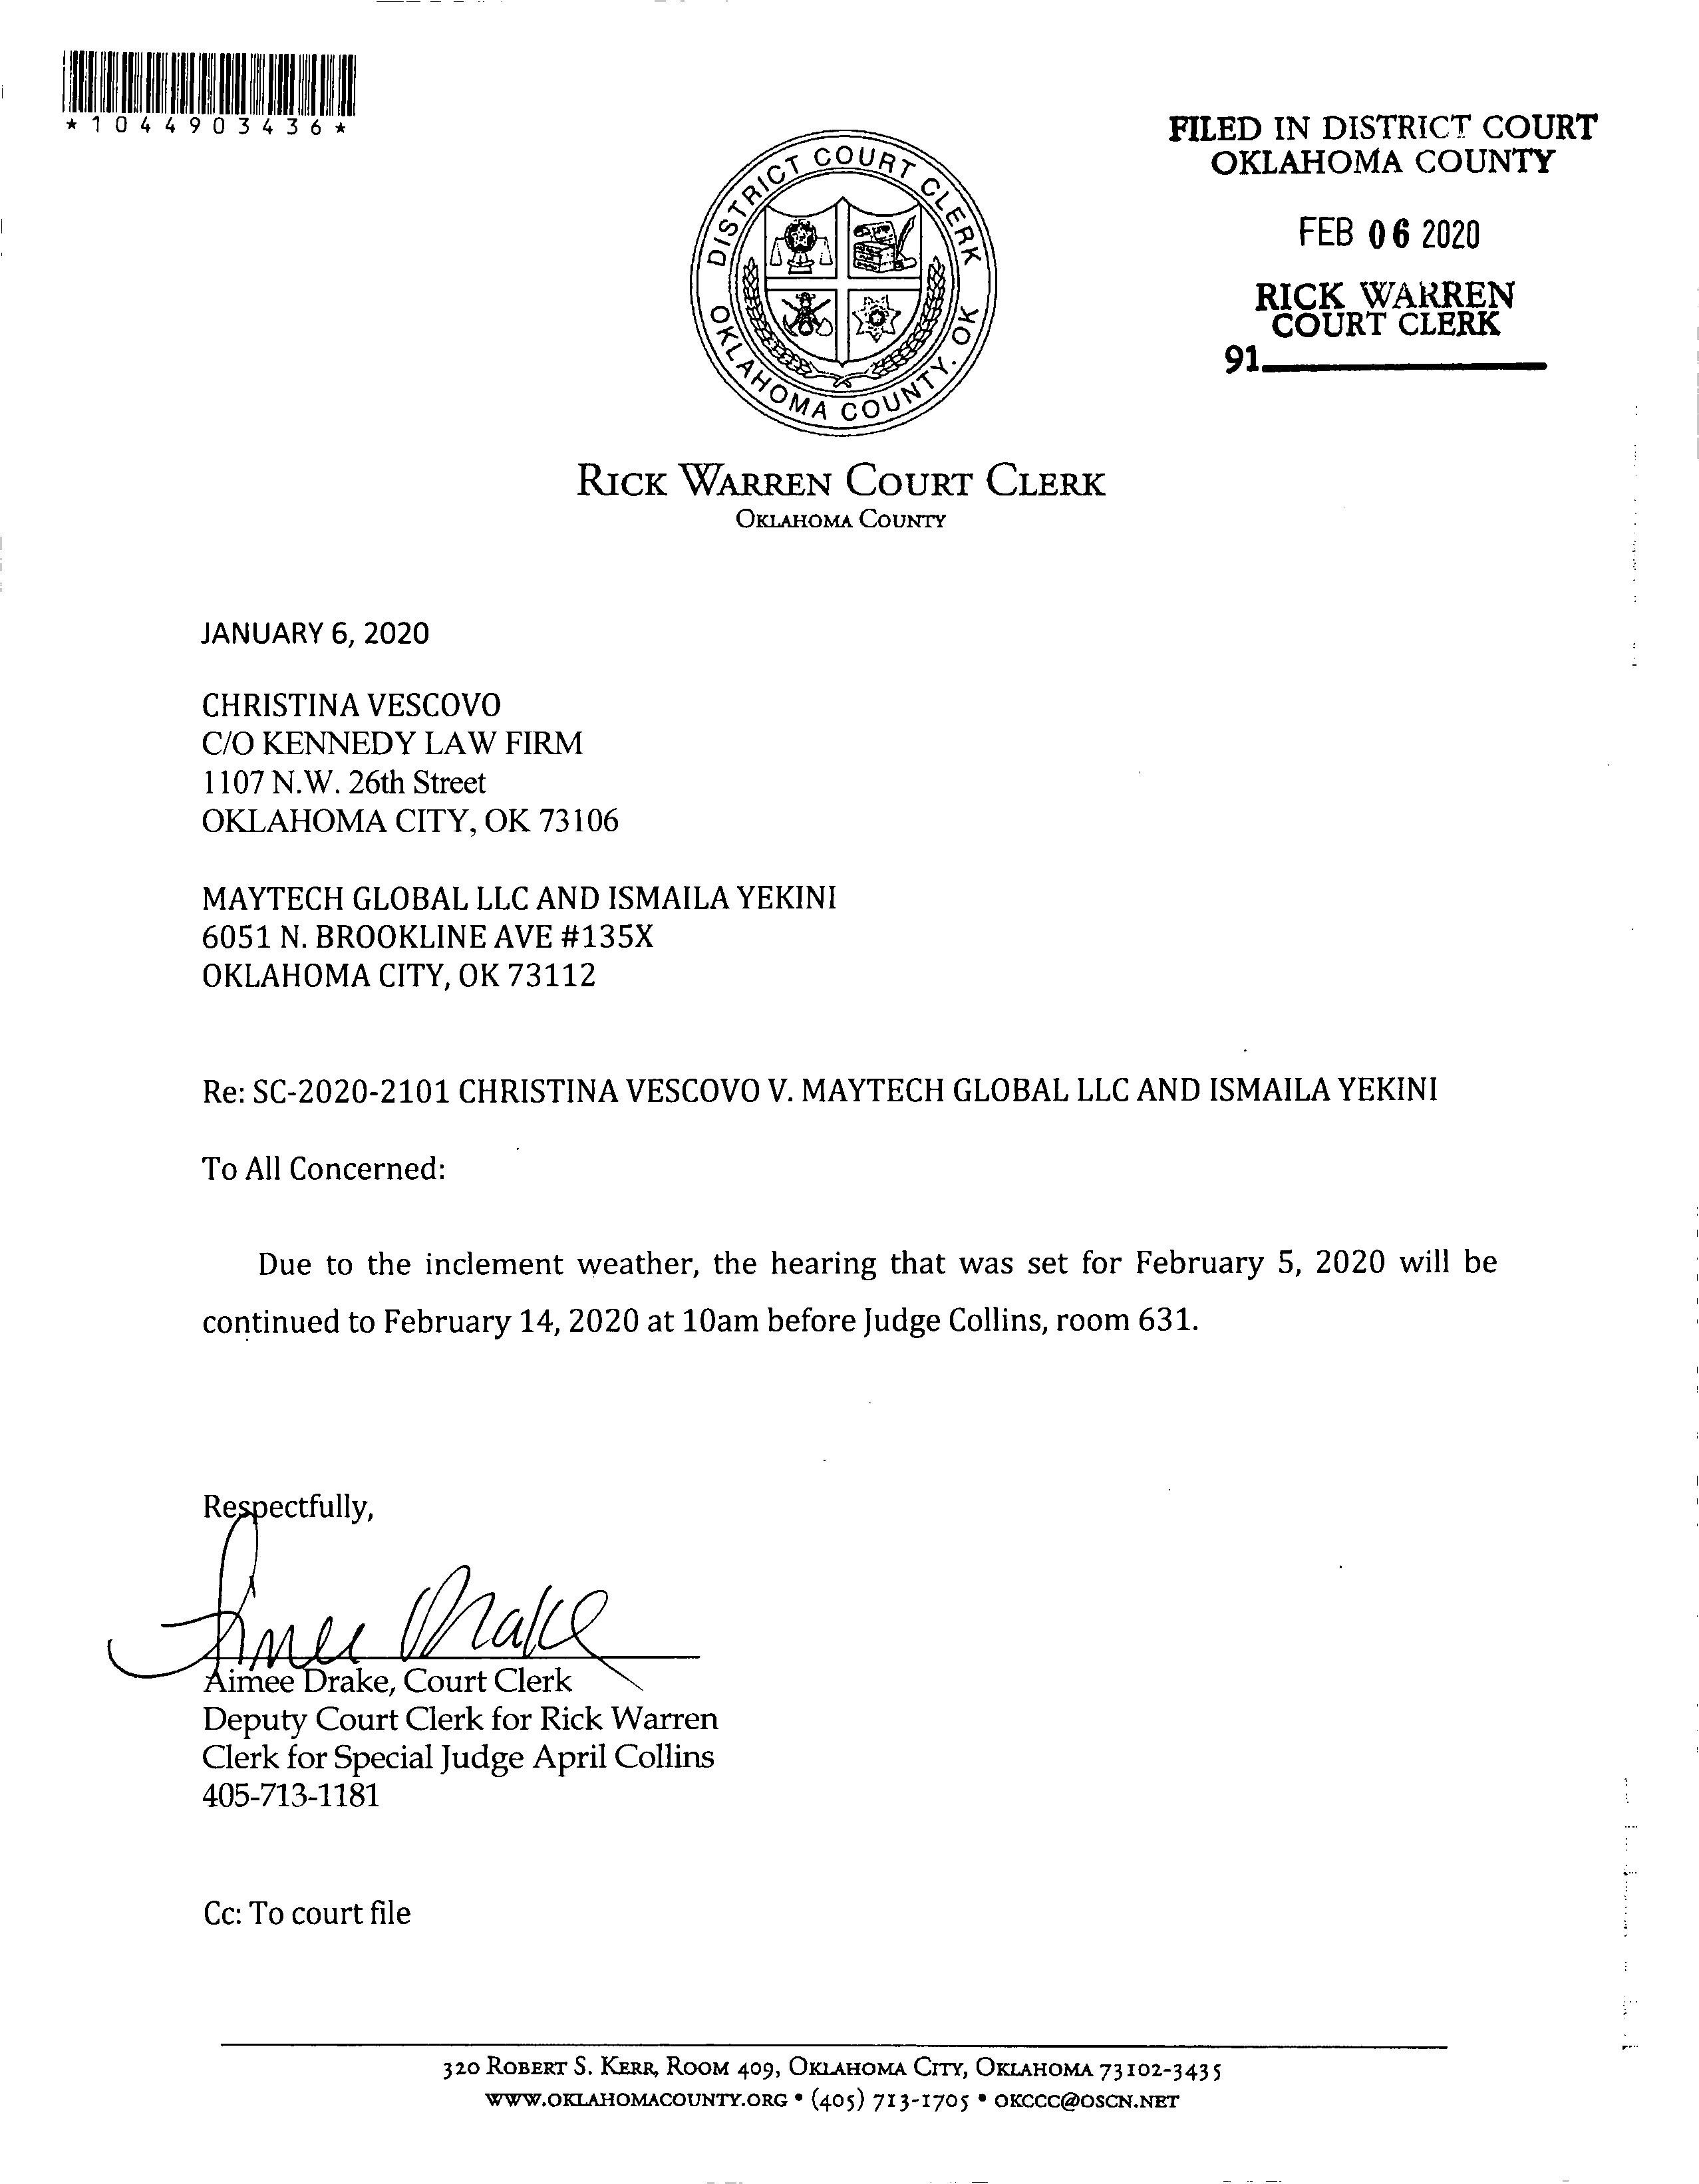 *1044903436*
FILED IN DISTRICT COURT
OKLAHOMA COUNTY
FEB 06 2020
RICK WARREN
COURT CLERK
91
DISTRICT COURT CLERK
OKLAHOMA COUNTY, OK
RICK WARREN COURT CLERK
OKLAHOMA COUNTY
JANUARY 6, 2020
CHRISTINA VESCOVO
C/O KENNEDY LAW FIRM
1107 N.W. 26th Street
OKLAHOMA CITY, OK 73106
MAYTECH GLOBAL LLC AND ISMAILA YEKINI
6051 N. BROOKLINE AVE #135X
OKLAHOMA CITY, OK 73112
Re: SC-2020-2101 CHRISTINA VESCOVO V. MAYTECH GLOBAL LLC AND ISMAILA YEKINI
To All Concerned:
Due to the inclement weather, the hearing that was set for February 5, 2020 will be
continued to February 14, 2020 at 10am before Judge Collins, room 631.
Respectfully,
Aimee Drake
Aimee Drake, Court Clerk
Deputy Court Clerk for Rick Warren
Clerk for Special Judge April Collins
405-713-1181
Cc: To court file
320 ROBERT S. KERR, ROOM 409, OKLAHOMA CITY, OKLAHOMA 73102-3435
WWW.OKLAHOMACOUNTY.ORG • (405) 713-1705 • OKCCC@OSCN.NET